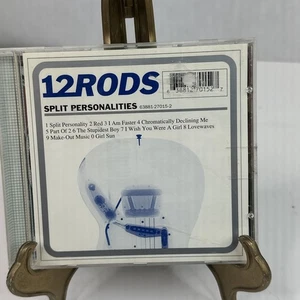 12RODS
SPLIT PERSONALITIES 63881-27015-2
1 Split Personality 2 Red 3 I Am Faster 4 Chromatically Declining Me
5 Part Of 2 6 The Stupidest Boy 7 I Wish You Were A Girl 8 Lovewaves
9 Make-Out Music 0 Girl Sun